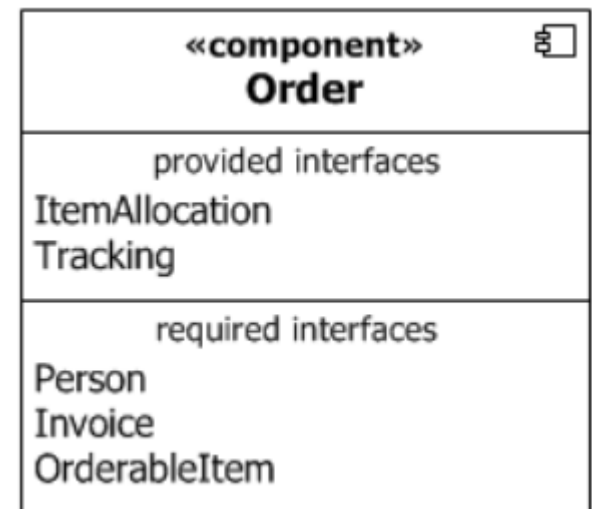 «component»
Order
provided interfaces
ItemAllocation
Tracking
required interfaces
Person
Invoice
OrderableItem